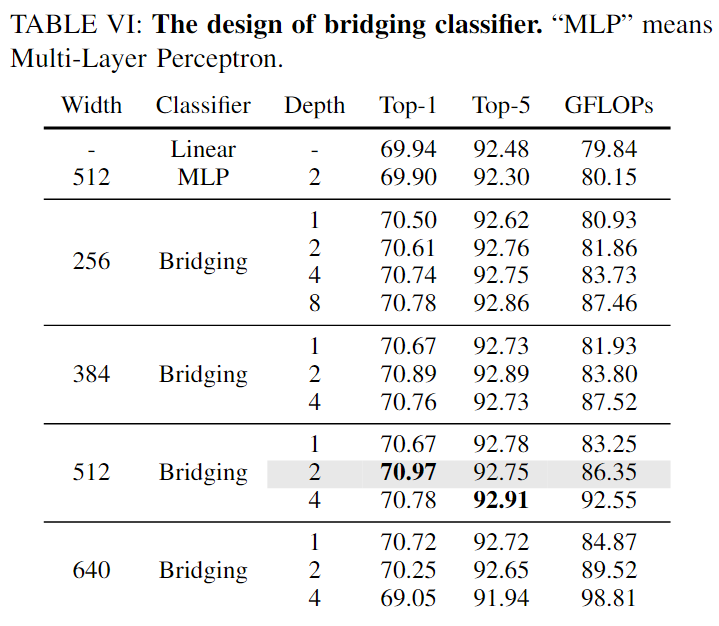 TABLE VI: The design of bridging classifier. “MLP” means
Multi-Layer Perceptron.
Width Classifier Depth Top-1 Top-5 GFLOPs
- Linear - 69.94 92.48 79.84
512 MLP 2 69.90 92.30 80.15
1 70.50 92.62 80.93
2 70.61 92.76 81.86
256 Bridging
4 70.74 92.75 83.73
8 70.78 92.86 87.46
1 70.67 92.73 81.93
384 Bridging 2 70.89 92.89 83.80
4 70.76 92.73 87.52
1 70.67 92.78 83.25
512 Bridging 2 70.97 92.75 86.35
4 70.78 92.91 92.55
1 70.72 92.72 84.87
640 Bridging 2 70.25 92.65 89.52
4 69.05 91.94 98.81